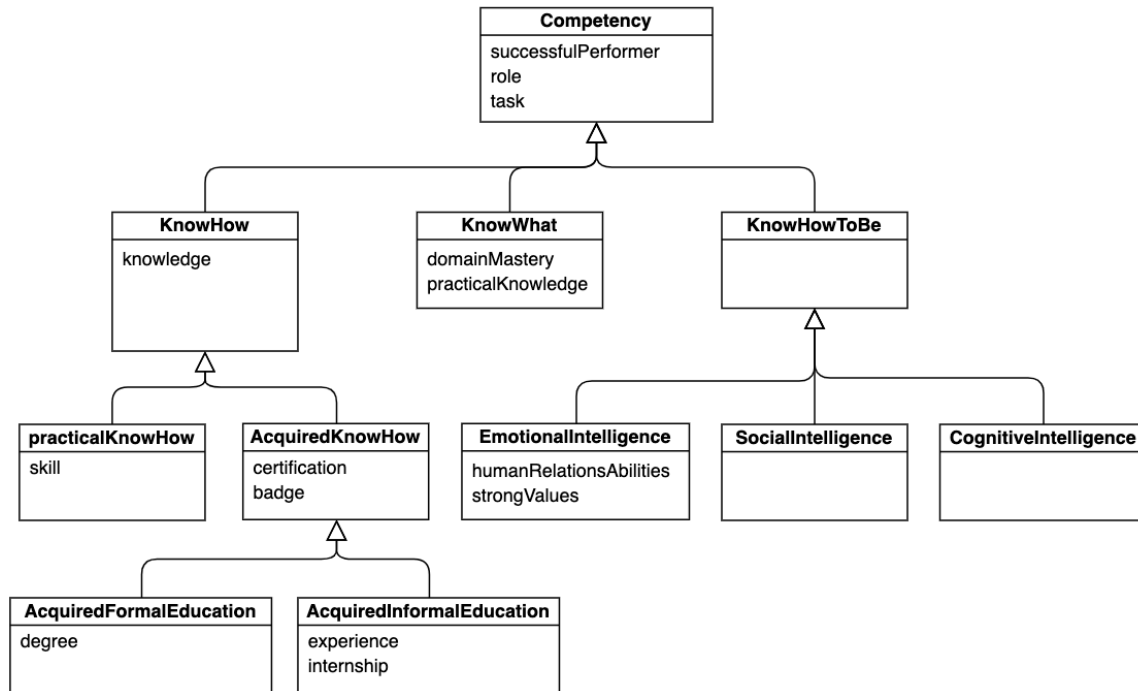 Competency
successfulPerformer
role
task
KnowHow
knowledge
KnowWhat
domainMastery
practicalKnowledge
KnowHowToBe
practicalKnowHow
skill
AcquiredKnowHow
certification
badge
EmotionalIntelligence
humanRelationsAbilities
strongValues
SocialIntelligence
CognitiveIntelligence
AcquiredFormalEducation
degree
AcquiredInformalEducation
experience
internship